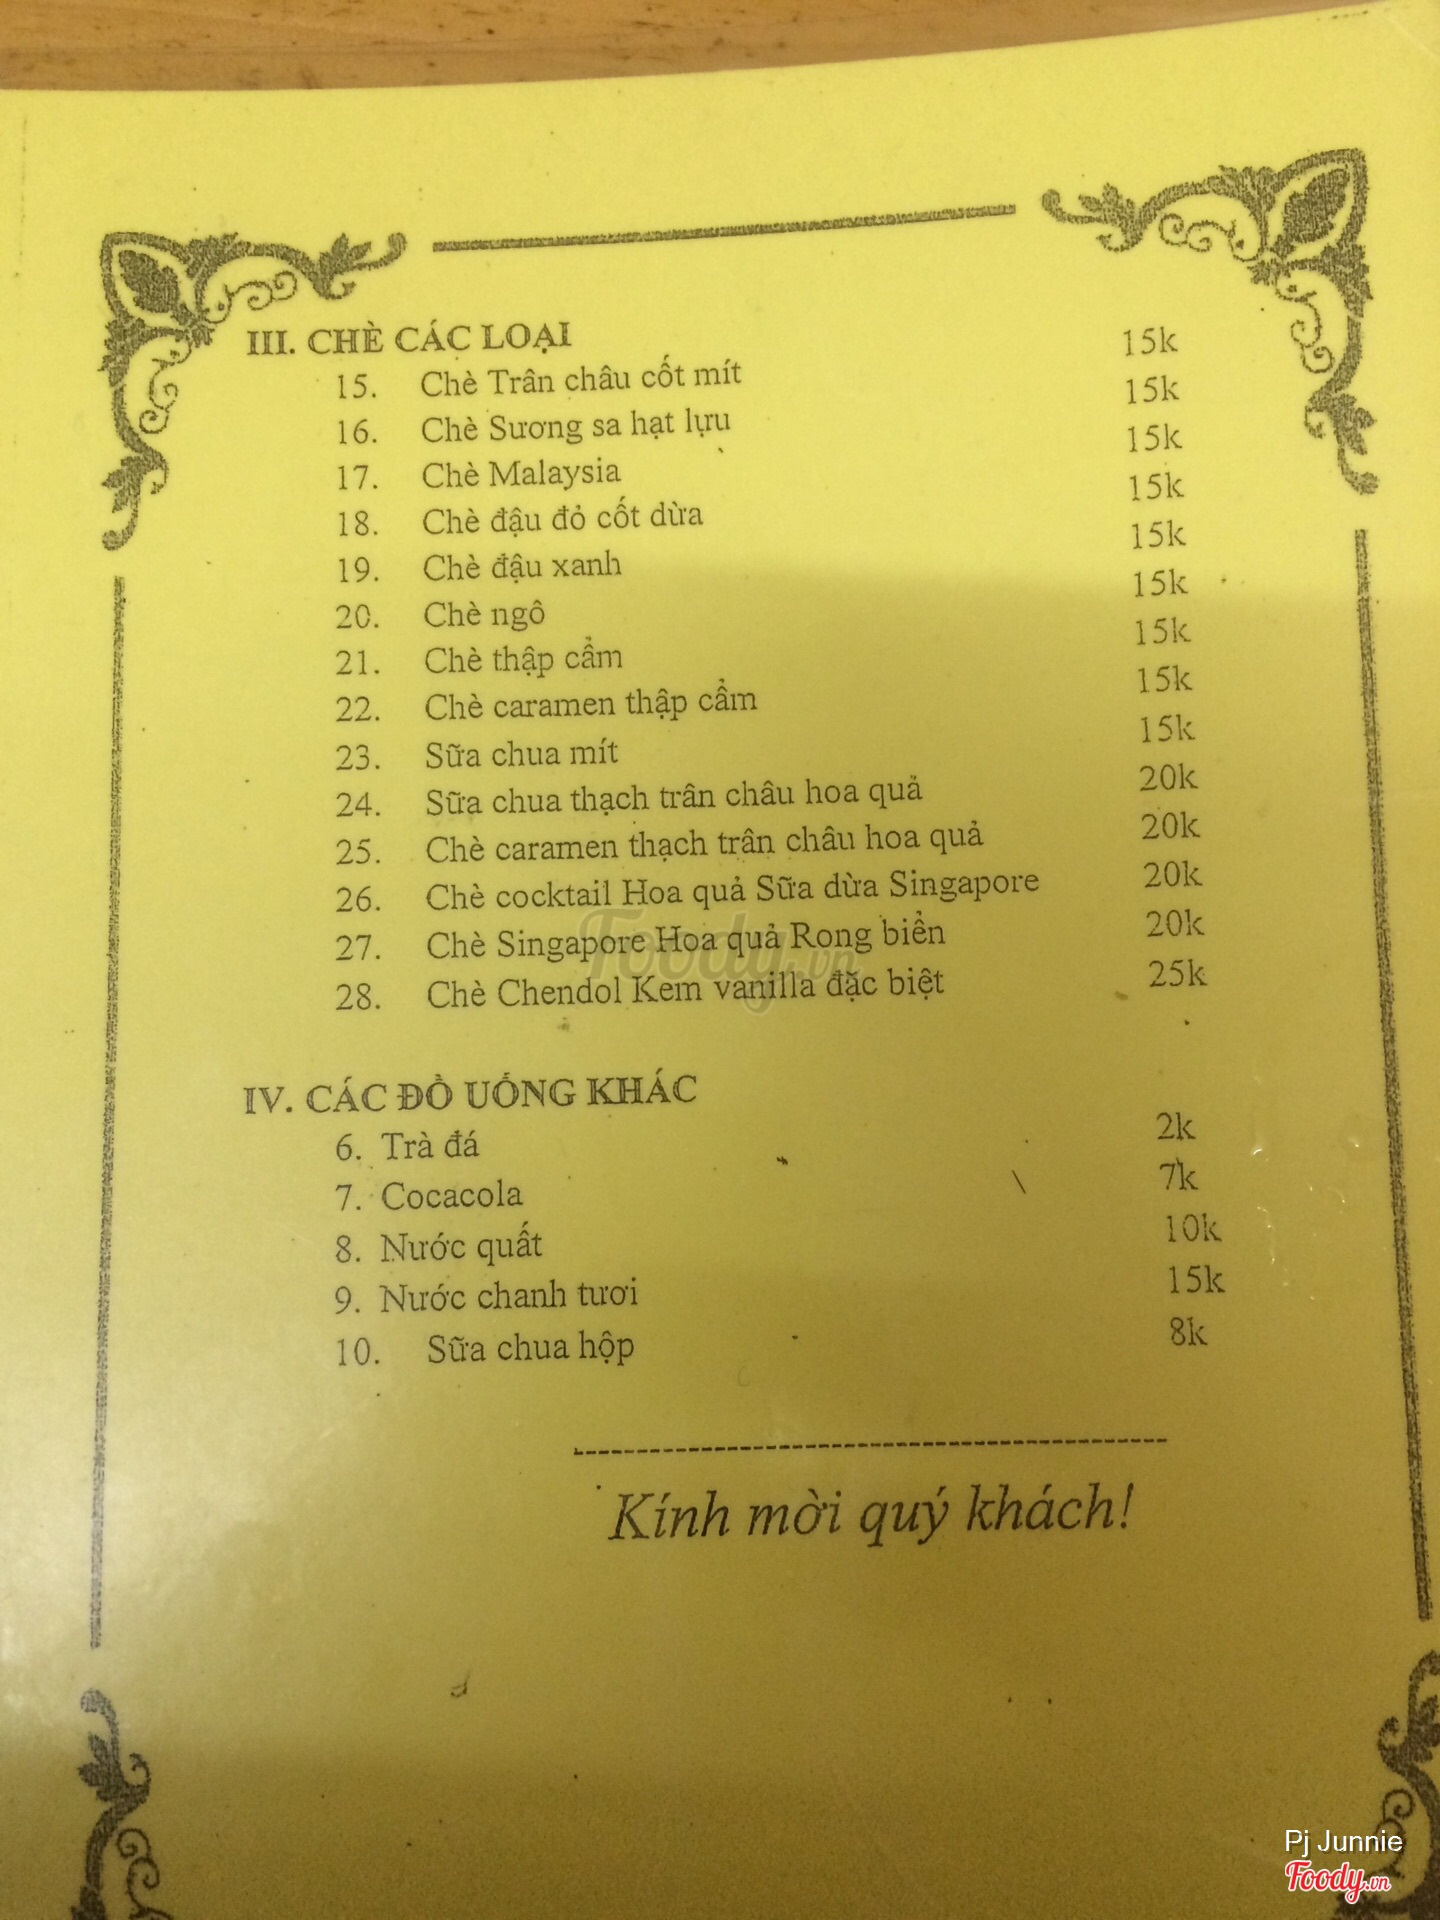 III. CHÈ CÁC LOẠI
15. Chè Trân châu cốt mít 15k
16. Chè Sương sa hạt lựu 15k
17. Chè Malaysia 15k
18. Chè đậu đỏ cốt dừa 15k
19. Chè đậu xanh 15k
20. Chè ngô 15k
21. Chè thập cẩm 15k
22. Chè caramen thập cẩm 15k
23. Sữa chua mít 15k
24. Sữa chua thạch trân châu hoa quả 20k
25. Chè caramen thạch trân châu hoa quả 20k
26. Chè cocktail Hoa quả Sữa dừa Singapore 20k
27. Chè Singapore Hoa quả Rong biển 20k
28. Chè Chendol Kem vanilla đặc biệt 25k
Foody.vn
IV. CÁC ĐỒ UỐNG KHÁC
6. Trà đá 2k
7. Cocacola 7k
8. Nước quất 10k
9. Nước chanh tươi 15k
10. Sữa chua hộp 8k
Kính mời quý khách!
Pj Junnie
Foody.vn